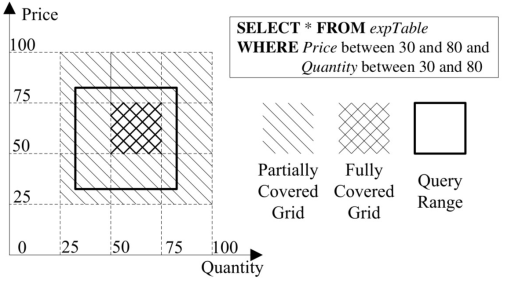 Price
100
75
50
25
0 25 50 75 100
Quantity
SELECT * FROM expTable
WHERE Price between 30 and 80 and
Quantity between 30 and 80
Partially
Covered
Grid
Fully
Covered
Grid
Query
Range